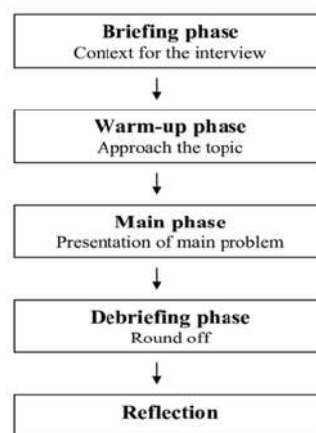 Briefing phase
Context for the interview
Warm-up phase
Approach the topic
Main phase
Presentation of main problem
Debriefing phase
Round off
Reflection